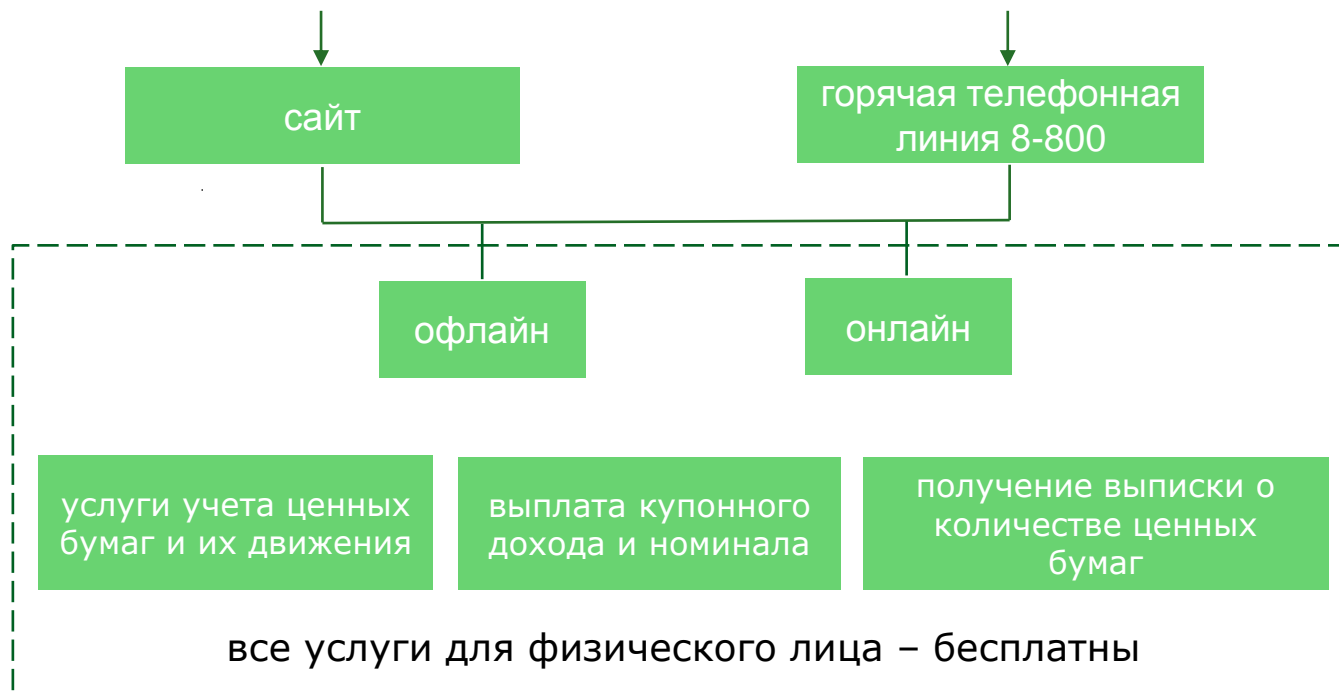 сайт
горячая телефонная
линия 8-800
офлайн
онлайн
услуги учета ценных
бумаг и их движения
выплата купонного
дохода и номинала
получение выписки о
количестве ценных
бумаг
все услуги для физического лица – бесплатны